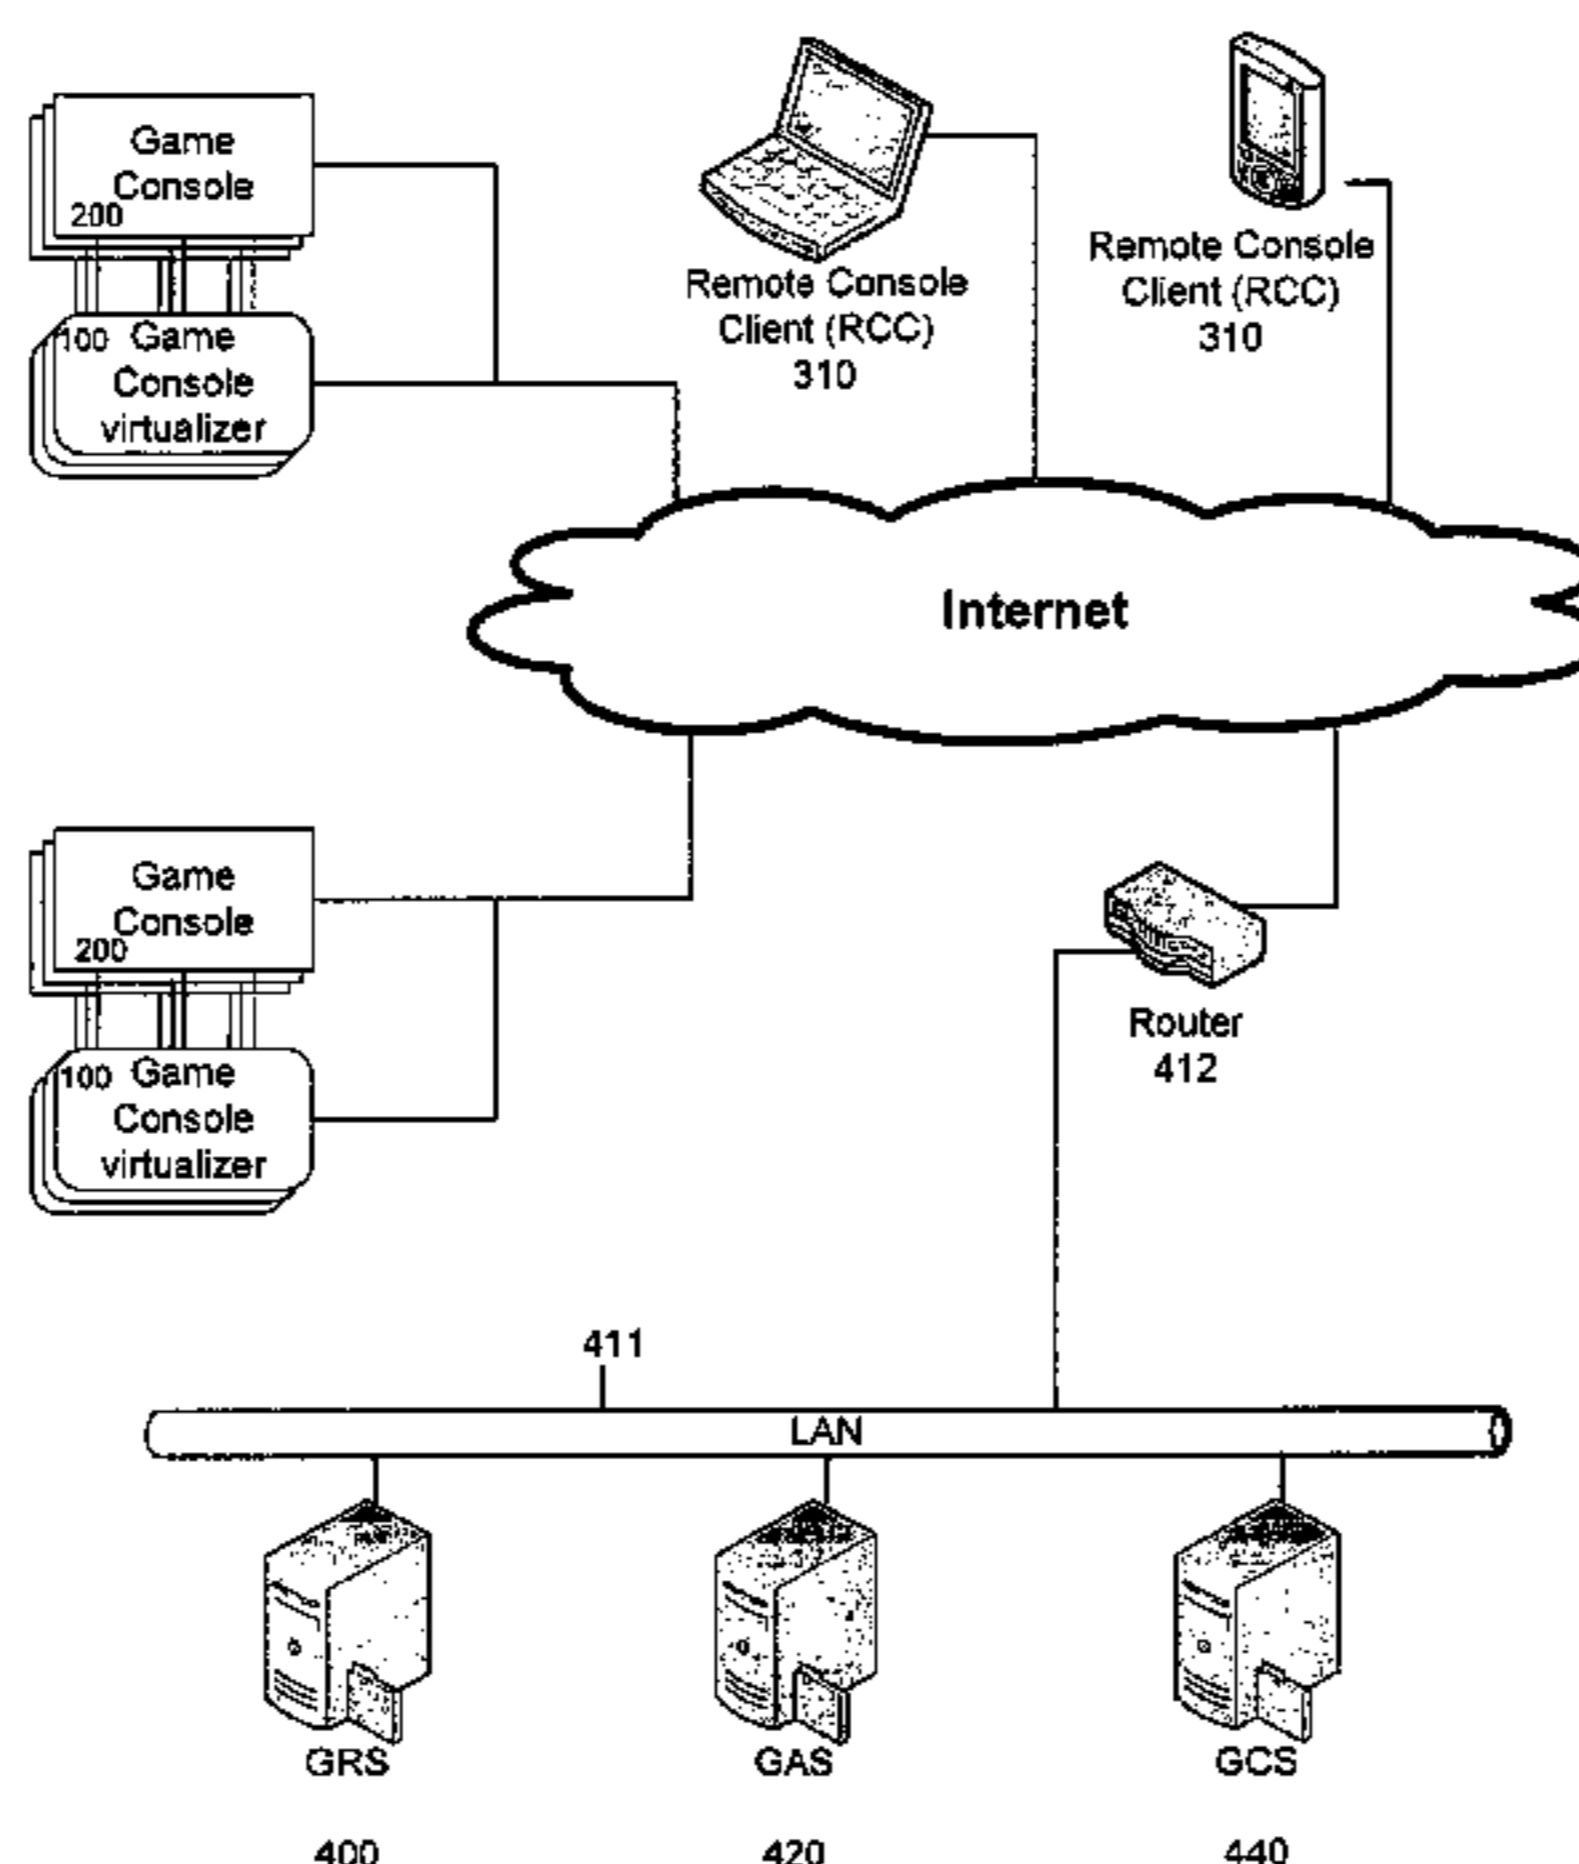 Game
Console
200
100 Game
Console
virtualizer
Remote Console
Client (RCC)
310
Remote Console
Client (RCC)
310
Internet
Game
Console
200
100 Game
Console
virtualizer
Router
412
411
LAN
GRS
GAS
GCS
400
420
440